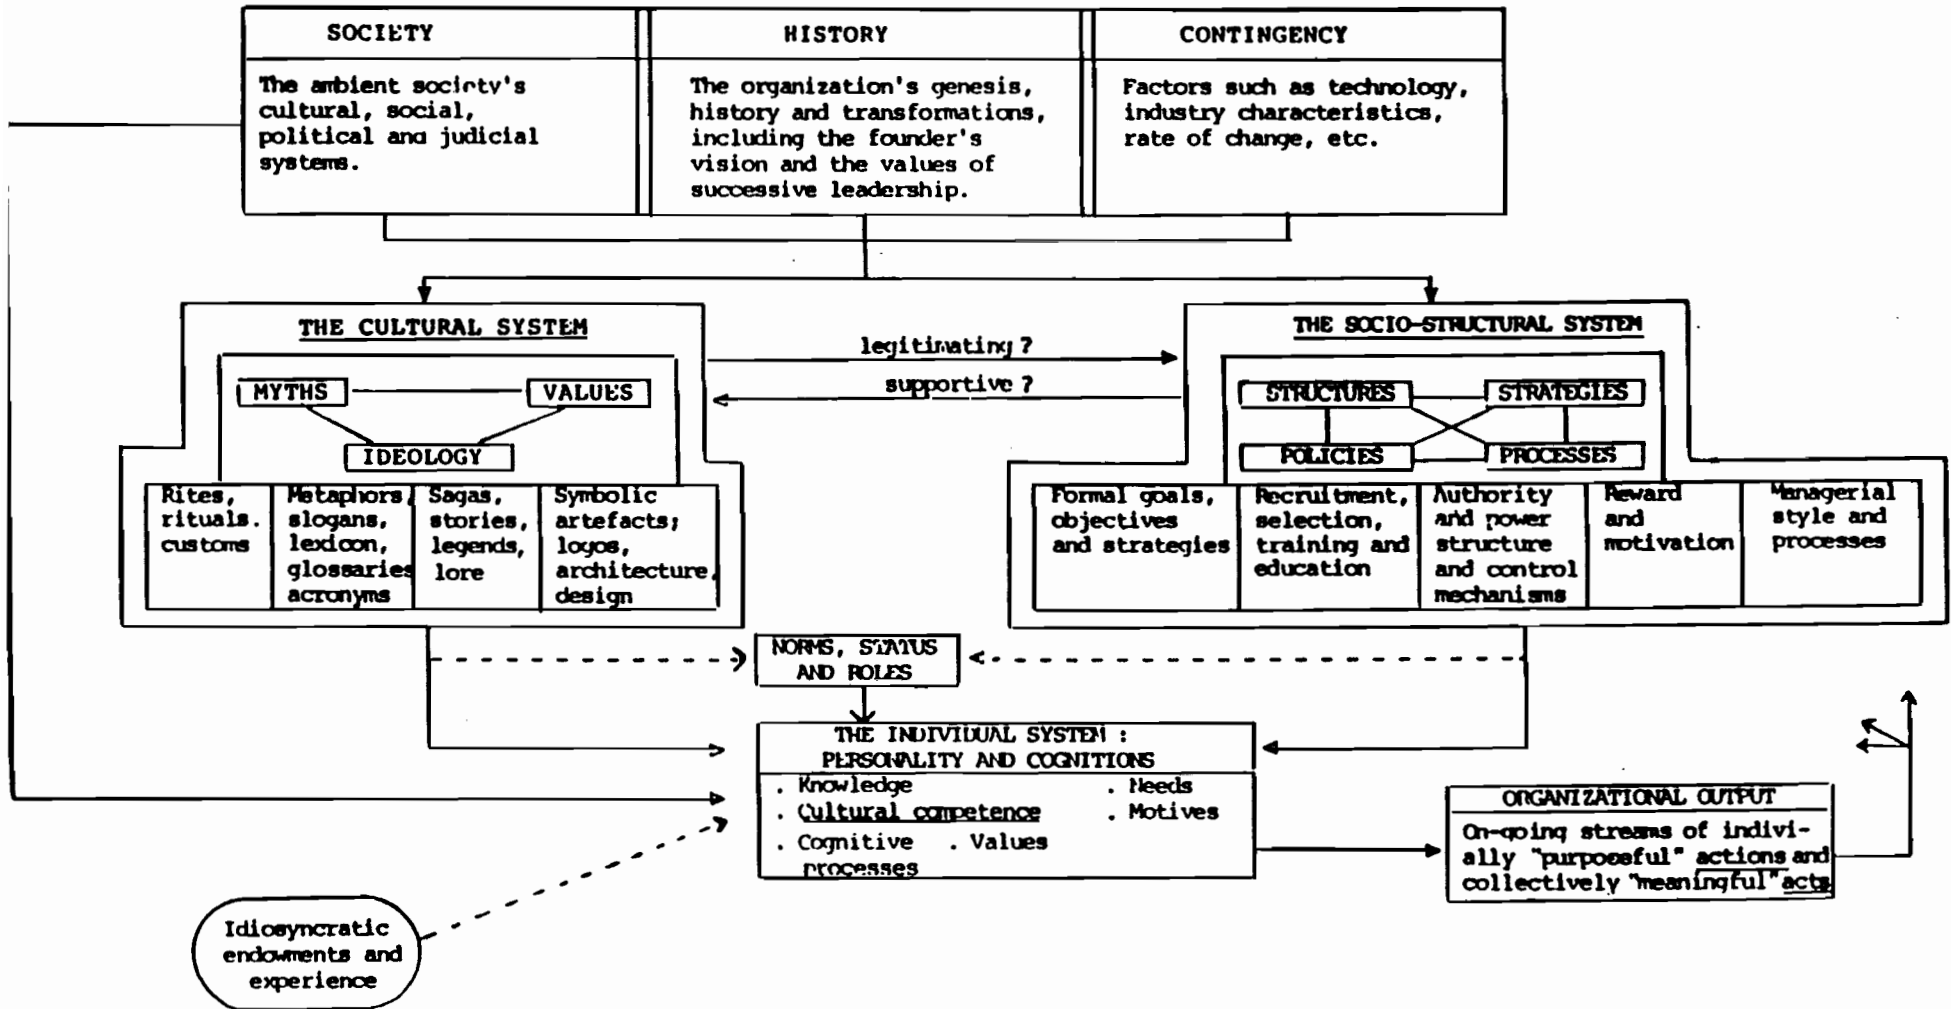 SOCIETY
The ambient society's
cultural, social,
political and judicial
systems.
HISTORY
The organization's genesis,
history and transformations,
including the founder's
vision and the values of
successive leadership.
CONTINGENCY
Factors such as technology,
industry characteristics,
rate of change, etc.
THE CULTURAL SYSTEM
MYTHS
VALUES
IDEOLOGY
Rites,
rituals.
customs
Metaphors,
slogans,
lexicon,
glossaries
acronyms
Sagas,
stories,
legends,
lore
Symbolic
artefacts;
logos,
architecture,
design
legitimating ?
supportive ?
THE SOCIO-STRUCTURAL SYSTEM
STRUCTURES
STRATEGIES
POLICIES
PROCESSES
Formal goals,
objectives
and strategies
Recruitment,
selection,
training and
education
Authority
and power
structure
and control
mechanisms
Reward
and
motivation
Managerial
style and
processes
NORMS, STATUS
AND ROLES
THE INDIVIDUAL SYSTEM :
PERSONALITY AND COGNITIONS
. Knowledge
. Needs
. Cultural competence
. Motives
. Cognitive
processes
. Values
ORGANIZATIONAL OUTPUT
On-going streams of indivi-
ally "purposeful" actions and
collectively "meaningful" acts
Idiosyncratic
endowments and
experience